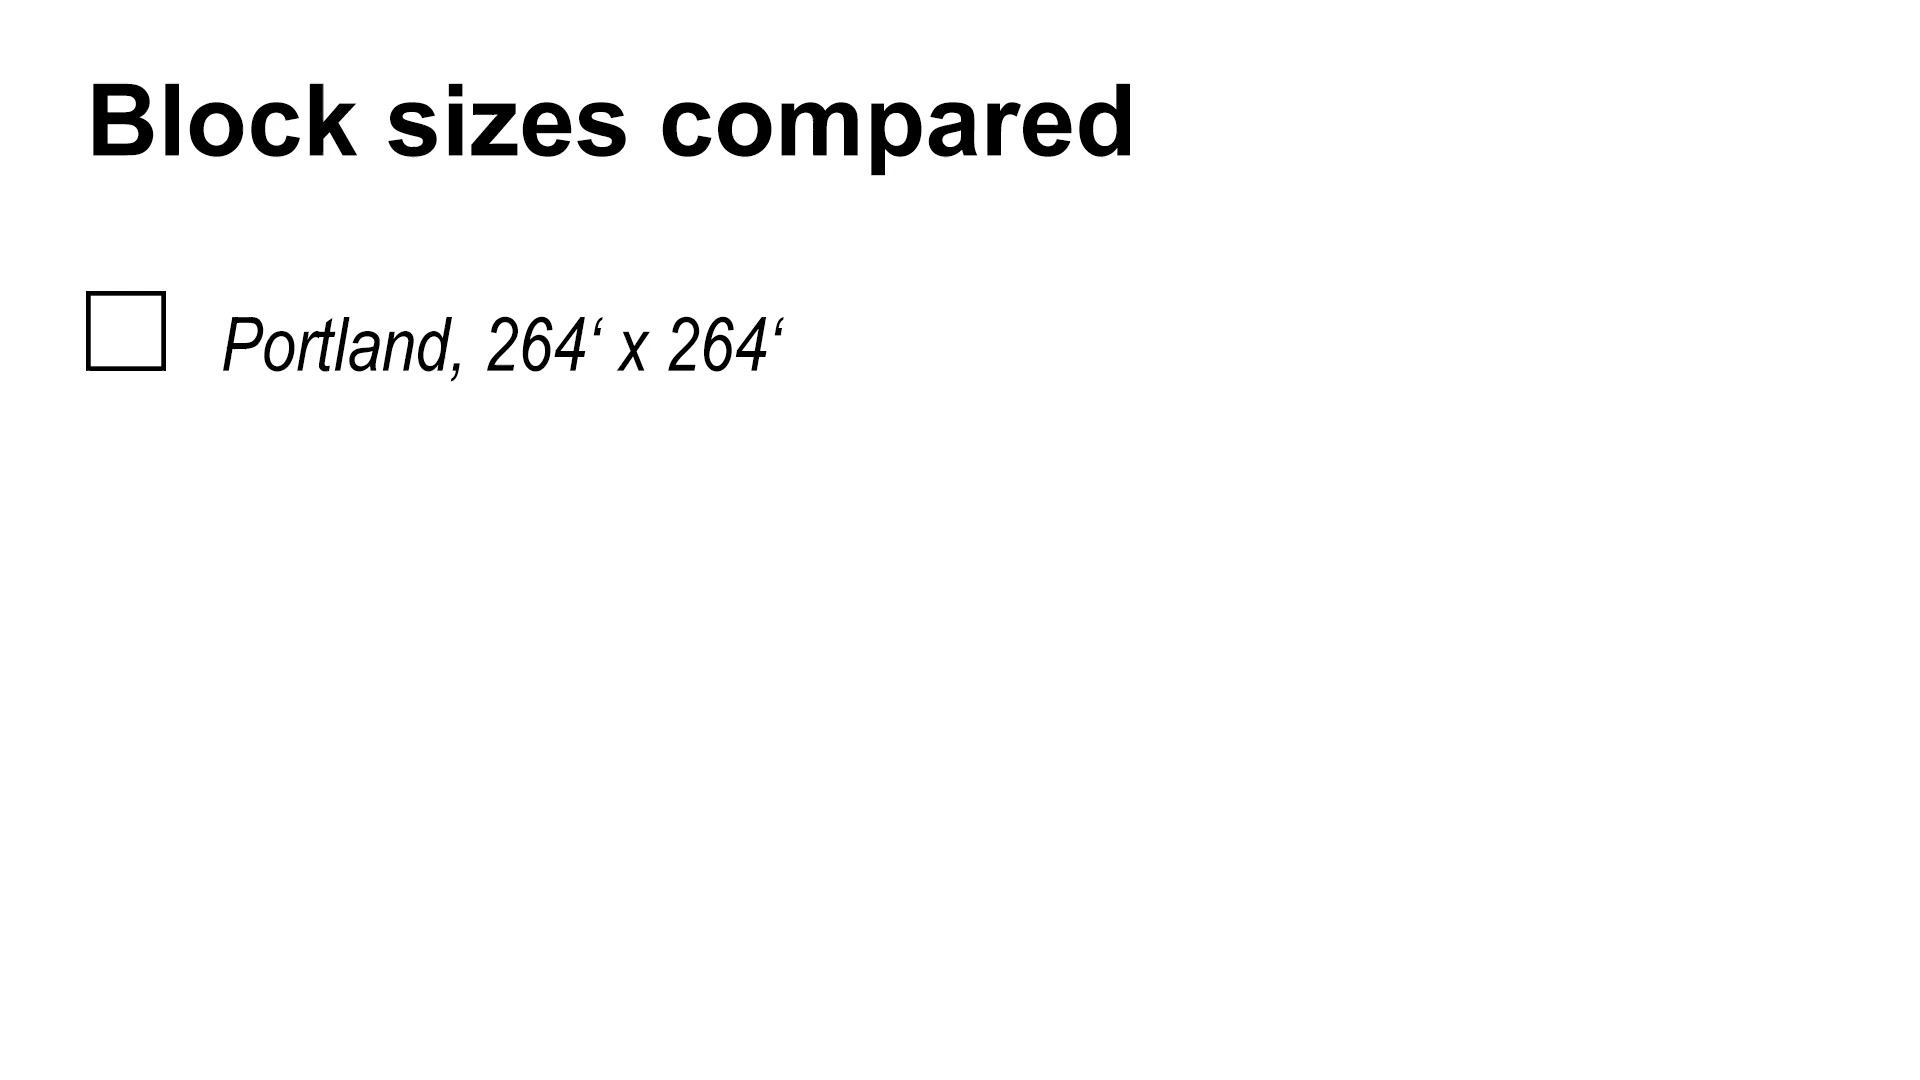 Block sizes compared
Portland, 264‘ x 264‘